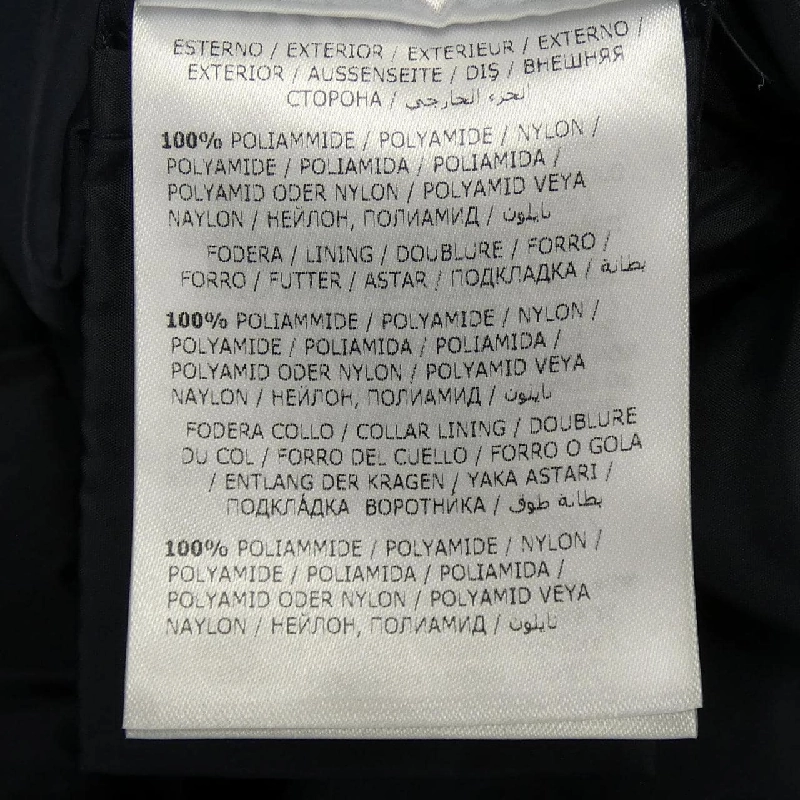 ESTERNO / EXTERIOR / EXTERIEUR / EXTERNO /
EXTERIOR / AUSSENSEITE / DIŞ / ВНЕШНЯЯ
СТОРОНА / الجزء الخارجي
100% POLIAMMIDE / POLYAMIDE / NYLON /
POLYAMIDE / POLIAMIDA / POLIAMIDA /
POLYAMID ODER NYLON / POLYAMID VEYA
NAYLON / НЕЙЛОН, ПОЛИАМИД / نايلون
FODERA / LINING / DOUBLURE / FORRO /
FORRO / FUTTER / ASTAR / ПОДКЛАДКА / بطانة
100% POLIAMMIDE / POLYAMIDE / NYLON /
POLYAMIDE / POLIAMIDA / POLIAMIDA /
POLYAMID ODER NYLON / POLYAMID VEYA
NAYLON / НЕЙЛОН, ПОЛИАМИД / نايلون
FODERA COLLO / COLLAR LINING / DOUBLURE
DU COL / FORRO DEL CUELLO / FORRO O GOLA
/ ENTLANG DER KRAGEN / YAKA ASTARI /
ПОДКЛАДКА ВОРОТНИКА / بطانة طوق
100% POLIAMMIDE / POLYAMIDE / NYLON /
POLYAMIDE / POLIAMIDA / POLIAMIDA /
POLYAMID ODER NYLON / POLYAMID VEYA
NAYLON / НЕЙЛОН, ПОЛИАМИД / نايلون